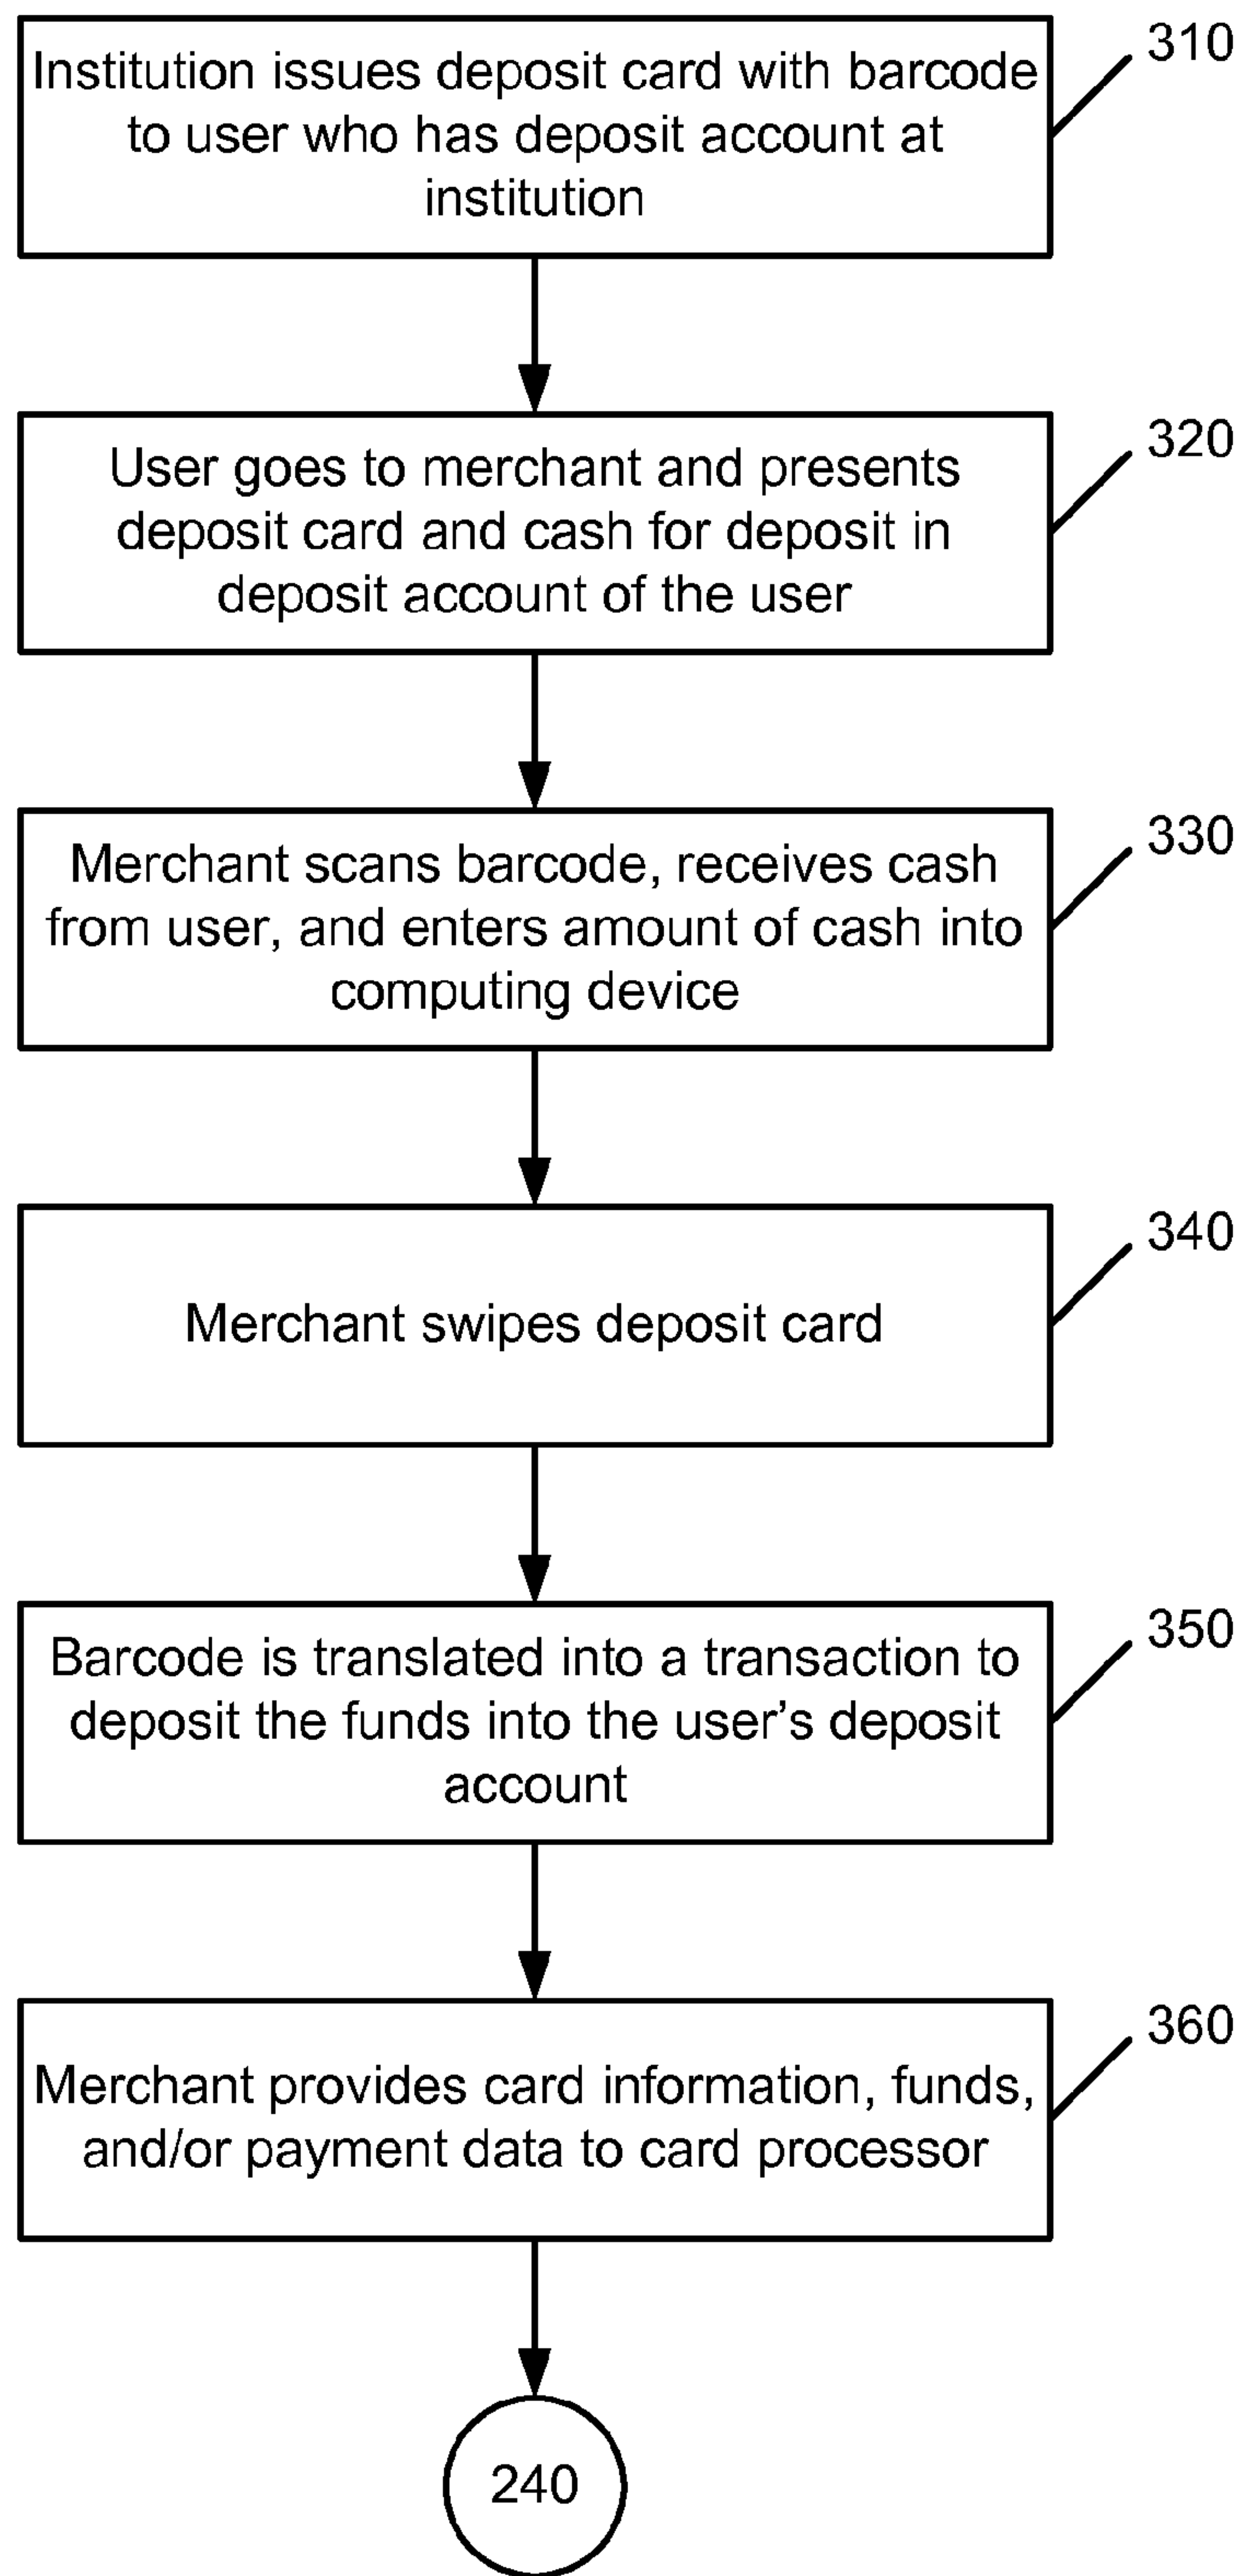 310
Institution issues deposit card with barcode
to user who has deposit account at
institution
320
User goes to merchant and presents
deposit card and cash for deposit in
deposit account of the user
330
Merchant scans barcode, receives cash
from user, and enters amount of cash into
computing device
340
Merchant swipes deposit card
350
Barcode is translated into a transaction to
deposit the funds into the user’s deposit
account
360
Merchant provides card information, funds,
and/or payment data to card processor
240